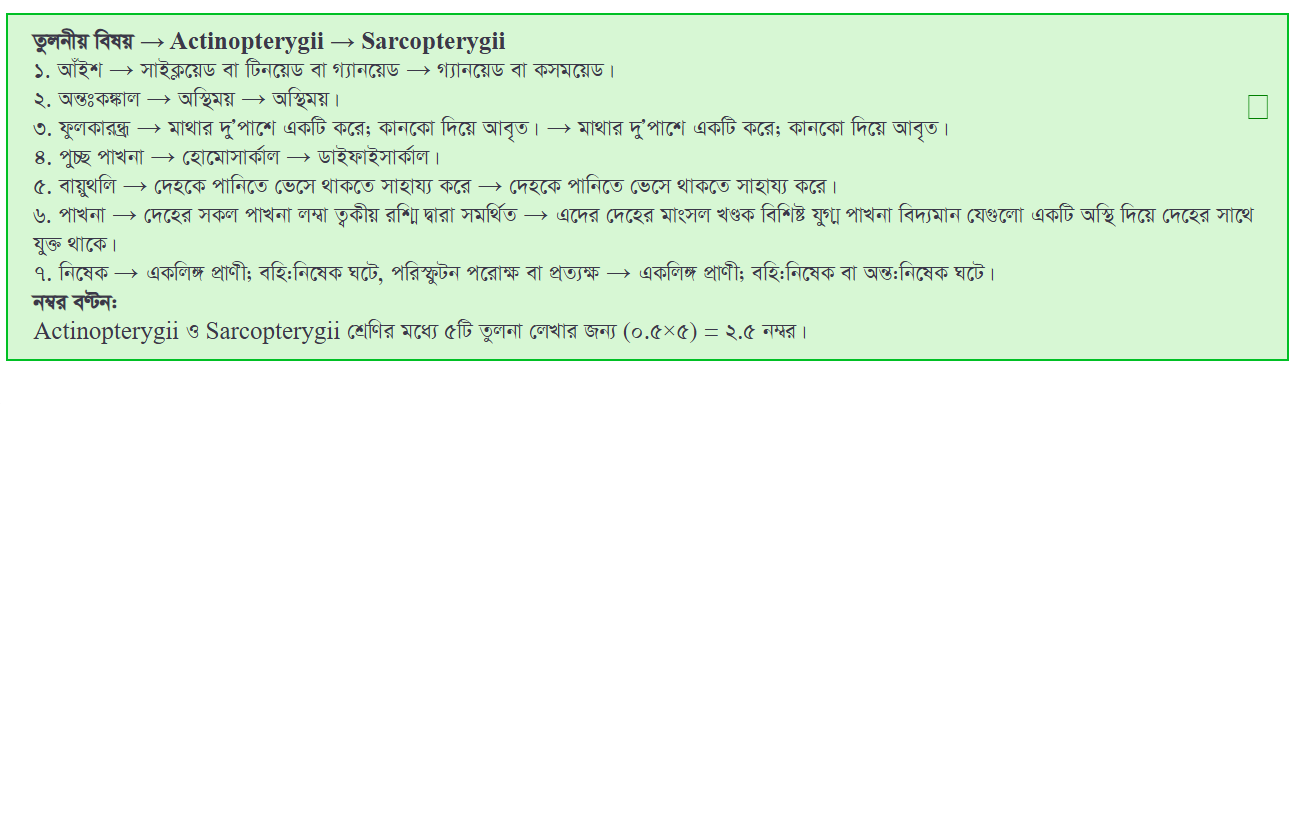 তুলনীয় বিষয় → Actinopterygii → Sarcopterygii
১. আঁইশ → সাইক্লয়েড বা টিনয়েড বা গ্যানয়েড → গ্যানয়েড বা কসময়েড।
২. অন্তঃকঙ্কাল → অস্থিময় → অস্থিময়।
৩. ফুলকারন্ধ্র → মাথার দু’পাশে একটি করে; কানকো দিয়ে আবৃত। → মাথার দু’পাশে একটি করে; কানকো দিয়ে আবৃত।
৪. পুচ্ছ পাখনা → হোমোসার্কাল → ডাইফাইসার্কাল।
৫. বায়ুথলি → দেহকে পানিতে ভেসে থাকতে সাহায্য করে → দেহকে পানিতে ভেসে থাকতে সাহায্য করে।
৬. পাখনা → দেহের সকল পাখনা লম্বা ত্বকীয় রশ্মি দ্বারা সমর্থিত → এদের দেহের মাংসল খণ্ডক বিশিষ্ট যুগ্ম পাখনা বিদ্যমান যেগুলো একটি অস্থি দিয়ে দেহের সাথে
যুক্ত থাকে।
৭. নিষেক → একলিঙ্গ প্রাণী; বহি:নিষেক ঘটে, পরিস্ফুটন পরোক্ষ বা প্রত্যক্ষ → একলিঙ্গ প্রাণী; বহি:নিষেক বা অন্ত:নিষেক ঘটে।
নম্বর বণ্টন:
Actinopterygii ও Sarcopterygii শ্রেণির মধ্যে ৫টি তুলনা লেখার জন্য (০.৫×৫) = ২.৫ নম্বর।